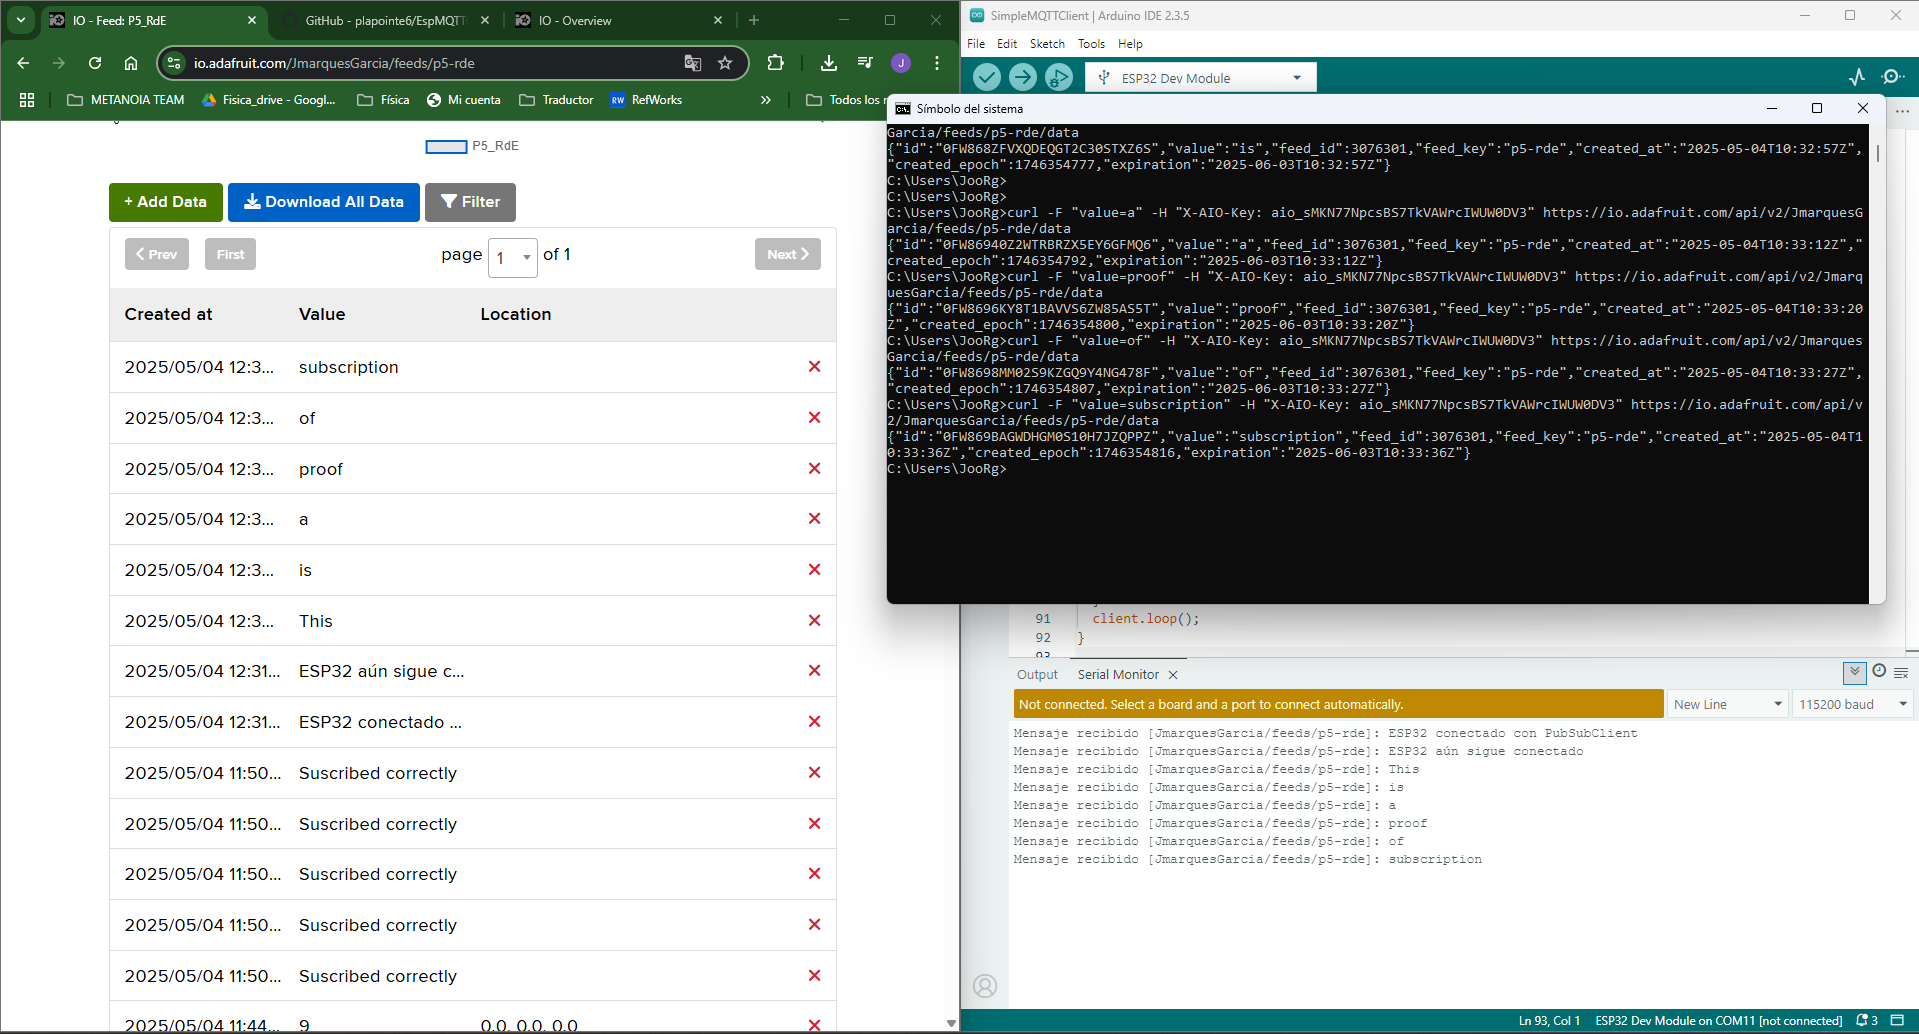 IO - Feed: P5_RdE
GitHub - plapointe6/EspMQTT
IO - Overview
io.adafruit.com/JmarquesGarcia/feeds/p5-rde
J
METANOIA TEAM
Fisica_drive - Googl...
Física
Mi cuenta
Traductor
RW RefWorks
»
Todos los
P5_RdE
+ Add Data
Download All Data
Filter
Prev
First
page 1 of 1
Next
Created at Value Location
2025/05/04 12:3... subscription
2025/05/04 12:3... of
2025/05/04 12:3... proof
2025/05/04 12:3... a
2025/05/04 12:3... is
2025/05/04 12:3... This
2025/05/04 12:31... ESP32 aún sigue c...
2025/05/04 12:31... ESP32 conectado ...
2025/05/04 11:50... Suscribed correctly
2025/05/04 11:50... Suscribed correctly
2025/05/04 11:50... Suscribed correctly
2025/05/04 11:50... Suscribed correctly
2025/05/04 11:50... Suscribed correctly
2025/05/04 11:44... 9 0.0, 0.0, 0.0
SimpleMQTTClient | Arduino IDE 2.3.5
File Edit Sketch Tools Help
ESP32 Dev Module
Símbolo del sistema
Garcia/feeds/p5-rde/data
{"id":"0FW868ZFVXQDEQGT2C30STXZ6S","value":"is","feed_id":3076301,"feed_key":"p5-rde","created_at":"2025-05-04T10:32:57Z",
"created_epoch":1746354777,"expiration":"2025-06-03T10:32:57Z"}
C:\Users\JooRg>
C:\Users\JooRg>
C:\Users\JooRg>curl -F "value=a" -H "X-AIO-Key: aio_sMKN77NpcsBS7TkVAWrcIWUW0DV3" https://io.adafruit.com/api/v2/JmarquesG
arcia/feeds/p5-rde/data
{"id":"0FW86940Z2WTRBRZX5EY6GFMQ6","value":"a","feed_id":3076301,"feed_key":"p5-rde","created_at":"2025-05-04T10:33:12Z","
created_epoch":1746354792,"expiration":"2025-06-03T10:33:12Z"}
C:\Users\JooRg>curl -F "value=proof" -H "X-AIO-Key: aio_sMKN77NpcsBS7TkVAWrcIWUW0DV3" https://io.adafruit.com/api/v2/Jmarq
uesGarcia/feeds/p5-rde/data
{"id":"0FW8696KY8T1BAVVS6ZW85AS5T","value":"proof","feed_id":3076301,"feed_key":"p5-rde","created_at":"2025-05-04T10:33:20
Z","created_epoch":1746354800,"expiration":"2025-06-03T10:33:20Z"}
C:\Users\JooRg>curl -F "value=of" -H "X-AIO-Key: aio_sMKN77NpcsBS7TkVAWrcIWUW0DV3" https://io.adafruit.com/api/v2/Jmarques
Garcia/feeds/p5-rde/data
{"id":"0FW8698MM02S9KZGQ9Y4NG478F","value":"of","feed_id":3076301,"feed_key":"p5-rde","created_at":"2025-05-04T10:33:27Z",
"created_epoch":1746354807,"expiration":"2025-06-03T10:33:27Z"}
C:\Users\JooRg>curl -F "value=subscription" -H "X-AIO-Key: aio_sMKN77NpcsBS7TkVAWrcIWUW0DV3" https://io.adafruit.com/api/v
2/JmarquesGarcia/feeds/p5-rde/data
{"id":"0FW869BAGWDHGM0S10H7JZQPPZ","value":"subscription","feed_id":3076301,"feed_key":"p5-rde","created_at":"2025-05-04T1
0:33:36Z","created_epoch":1746354816,"expiration":"2025-06-03T10:33:36Z"}
C:\Users\JooRg>
91 client.loop();
92 }
93
Output Serial Monitor
Not connected. Select a board and a port to connect automatically.
New Line
115200 baud
Mensaje recibido [JmarquesGarcia/feeds/p5-rde]: ESP32 conectado con PubSubClient
Mensaje recibido [JmarquesGarcia/feeds/p5-rde]: ESP32 aún sigue conectado
Mensaje recibido [JmarquesGarcia/feeds/p5-rde]: This
Mensaje recibido [JmarquesGarcia/feeds/p5-rde]: is
Mensaje recibido [JmarquesGarcia/feeds/p5-rde]: a
Mensaje recibido [JmarquesGarcia/feeds/p5-rde]: proof
Mensaje recibido [JmarquesGarcia/feeds/p5-rde]: of
Mensaje recibido [JmarquesGarcia/feeds/p5-rde]: subscription
Ln 93, Col 1 ESP32 Dev Module on COM11 [not connected] 3